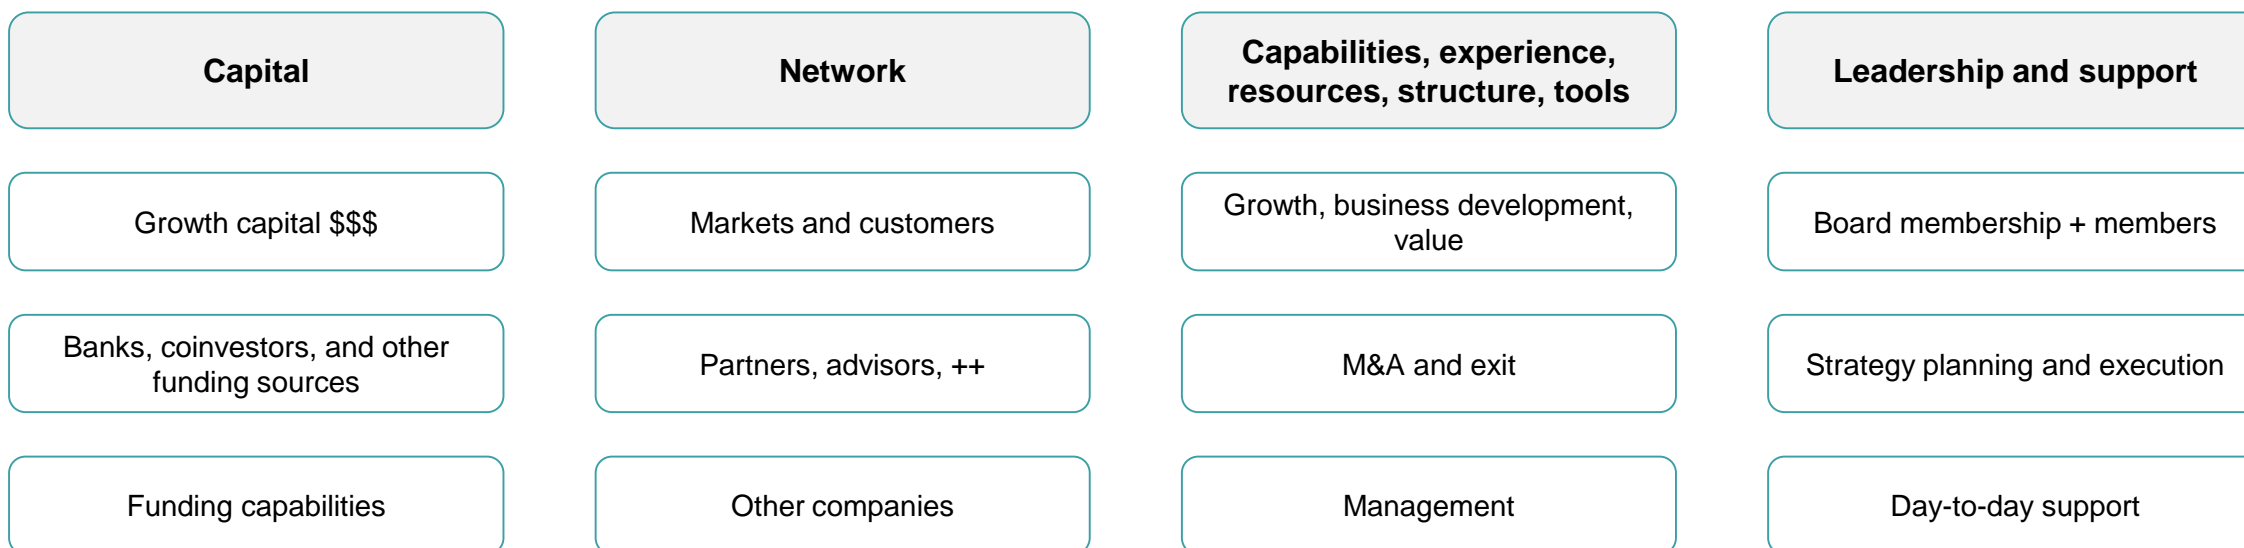 Capital
Network
Capabilities, experience,
resources, structure, tools
Leadership and support
Growth capital $$$
Markets and customers
Growth, business development,
value
Board membership + members
Banks, coinvestors, and other
funding sources
Partners, advisors, ++
M&A and exit
Strategy planning and execution
Funding capabilities
Other companies
Management
Day-to-day support